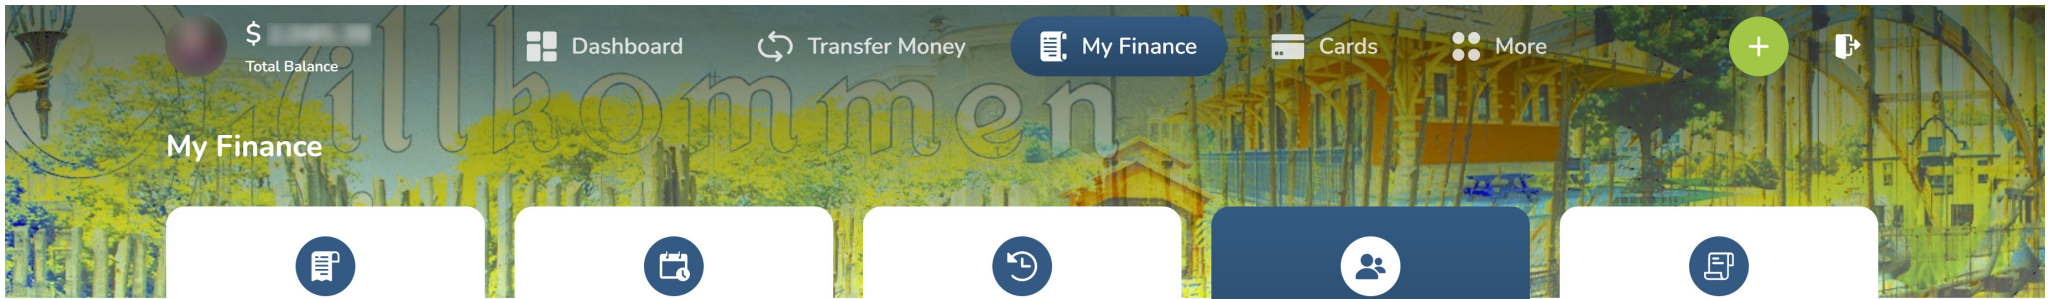 $
Total Balance
Dashboard
Transfer Money
My Finance
Cards
More
Willkommen
My Finance